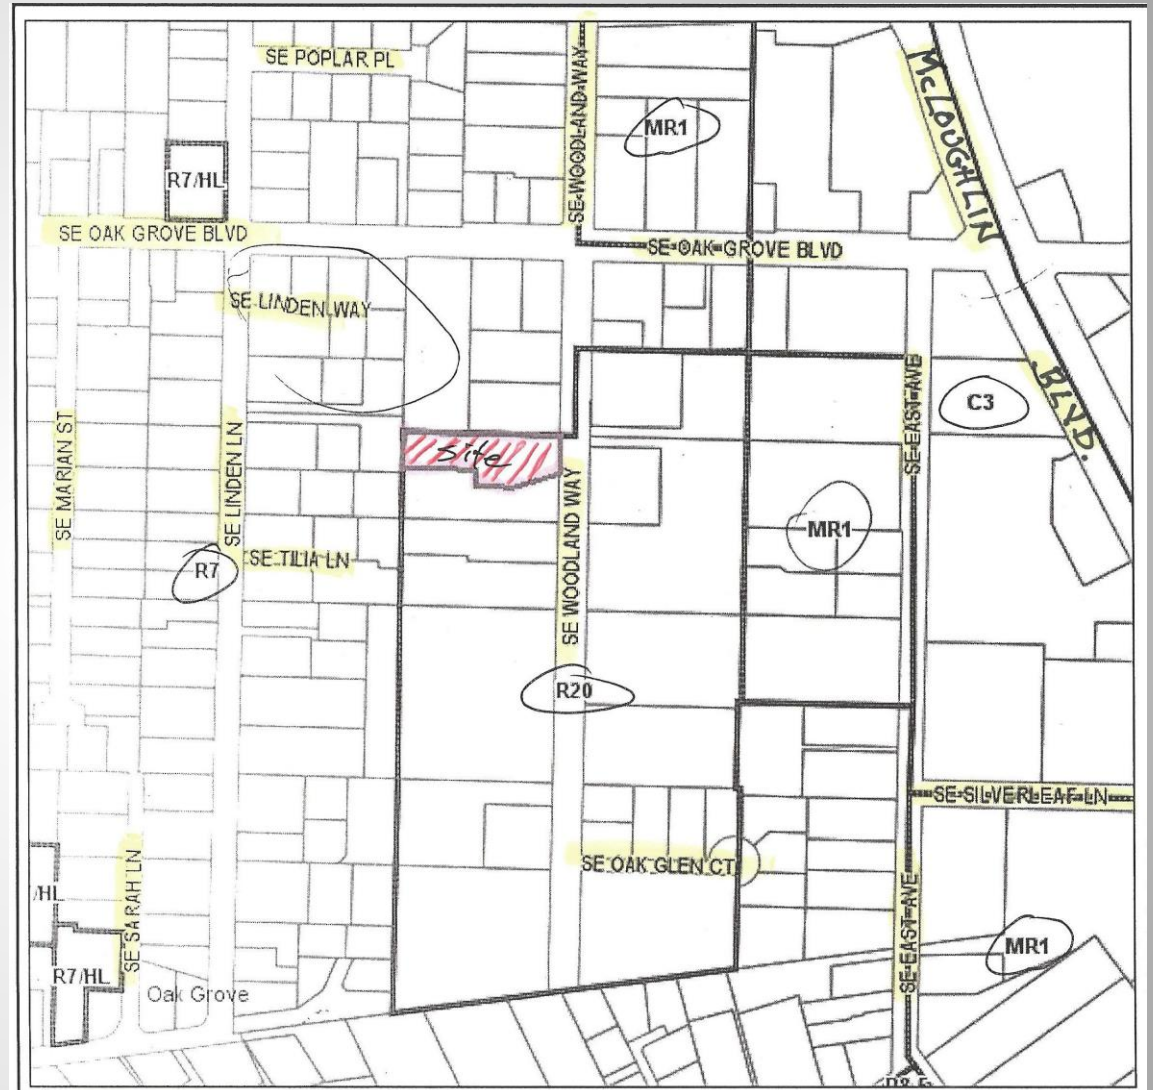 SE POPLAR PL
SE WOODLAND WAY
MR1
McLOUGHLIN
R7/HL
SE OAK GROVE BLVD
SE OAK GROVE BLVD
SE LINDEN WAY
BLVD.
SE EAST AVE
C3
SE MARIAN ST
SE LINDEN LN
Site
SE WOODLAND WAY
MR1
SE TILIA LN
R7
R20
SE SILVERLEAF LN
SE OAK GLEN CT
/HL
SE SARAH LN
SE EAST AVE
MR1
R7/HL
Oak Grove